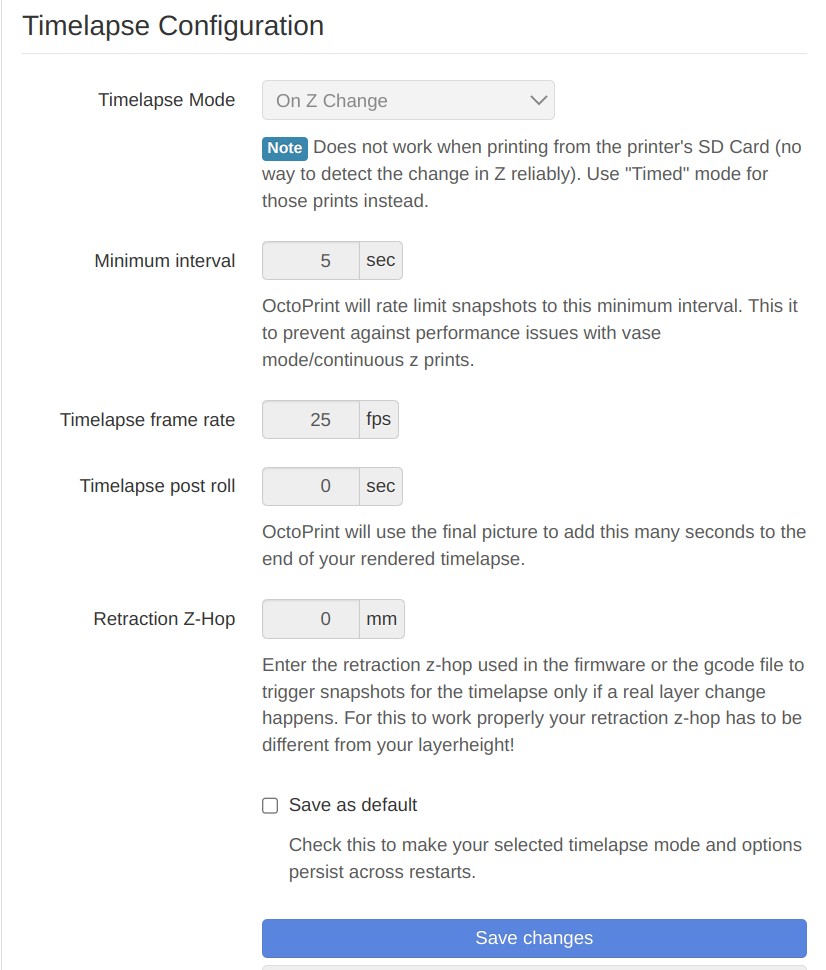 Timelapse Configuration
Timelapse Mode
On Z Change
Note Does not work when printing from the printer's SD Card (no
way to detect the change in Z reliably). Use "Timed" mode for
those prints instead.
Minimum interval
5 sec
OctoPrint will rate limit snapshots to this minimum interval. This it
to prevent against performance issues with vase
mode/continuous z prints.
Timelapse frame rate
25 fps
Timelapse post roll
0 sec
OctoPrint will use the final picture to add this many seconds to the
end of your rendered timelapse.
Retraction Z-Hop
0 mm
Enter the retraction z-hop used in the firmware or the gcode file to
trigger snapshots for the timelapse only if a real layer change
happens. For this to work properly your retraction z-hop has to be
different from your layerheight!
Save as default
Check this to make your selected timelapse mode and options
persist across restarts.
Save changes